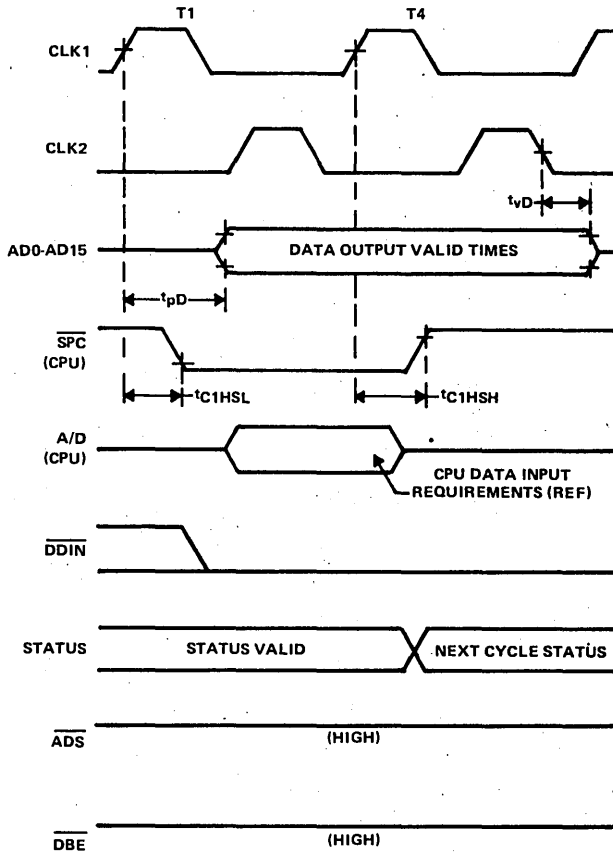 T1 T4
CLK1
CLK2
tvD
AD0-AD15 DATA OUTPUT VALID TIMES
tpD
SPC
(CPU)
tC1HSL tC1HSH
A/D
(CPU)
CPU DATA INPUT
REQUIREMENTS (REF)
DDIN
STATUS STATUS VALID NEXT CYCLE STATUS
ADS (HIGH)
DBE (HIGH)